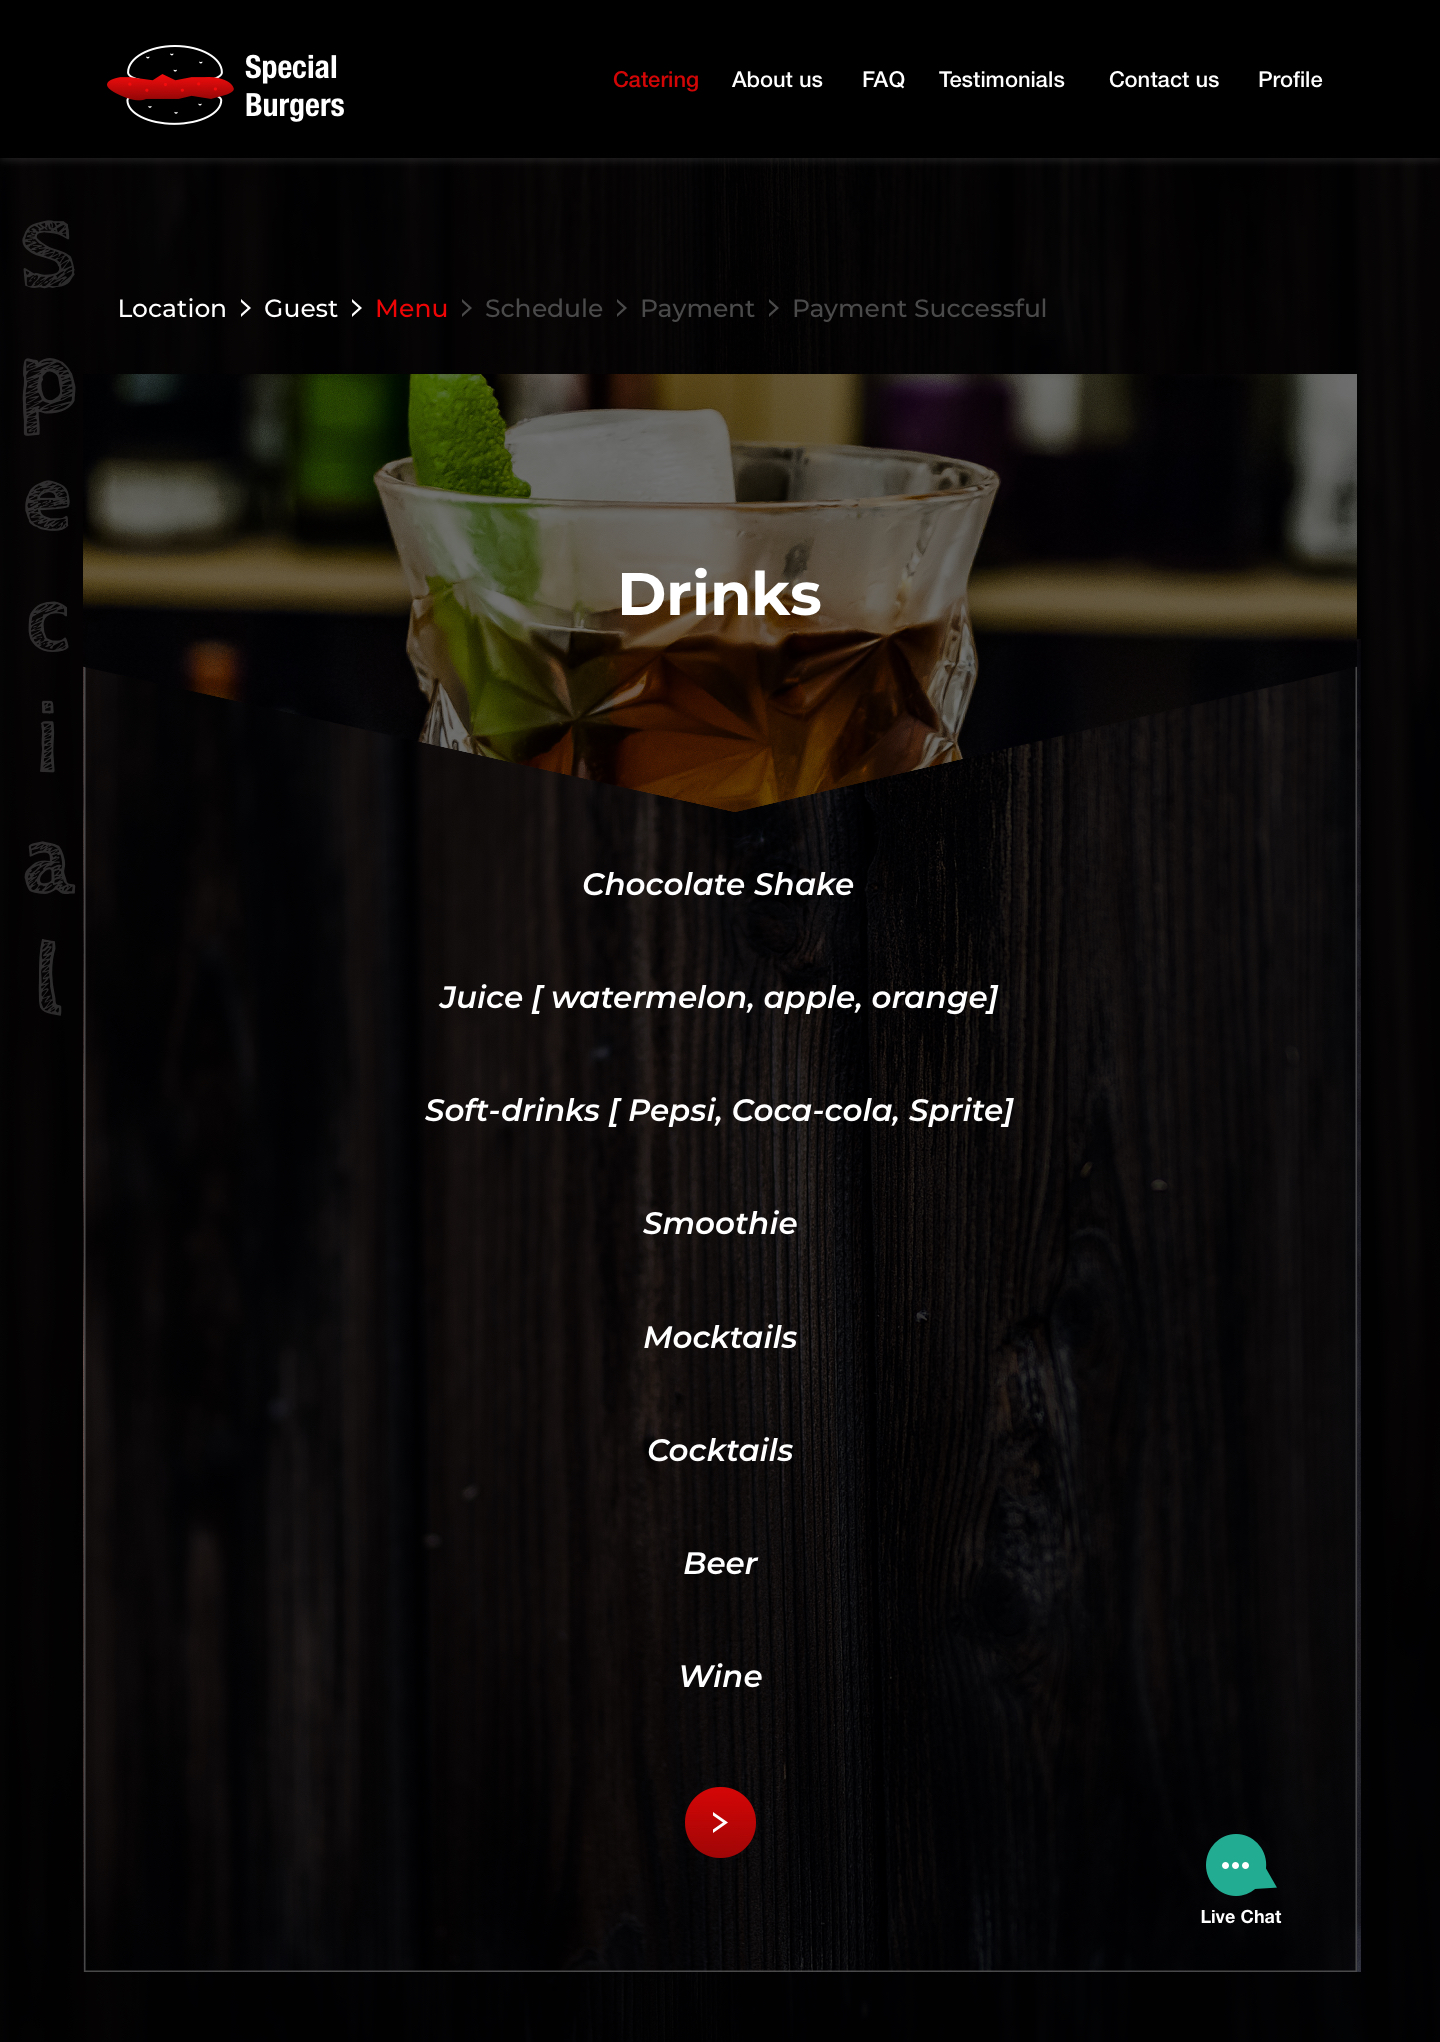 Special
Burgers
Catering About us FAQ Testimonials Contact us Profile
Location > Guest > Menu > Schedule > Payment > Payment Successful
Special
Drinks
Chocolate Shake
Juice [ watermelon, apple, orange]
Soft-drinks [ Pepsi, Coca-cola, Sprite]
Smoothie
Mocktails
Cocktails
Beer
Wine
>
Live Chat